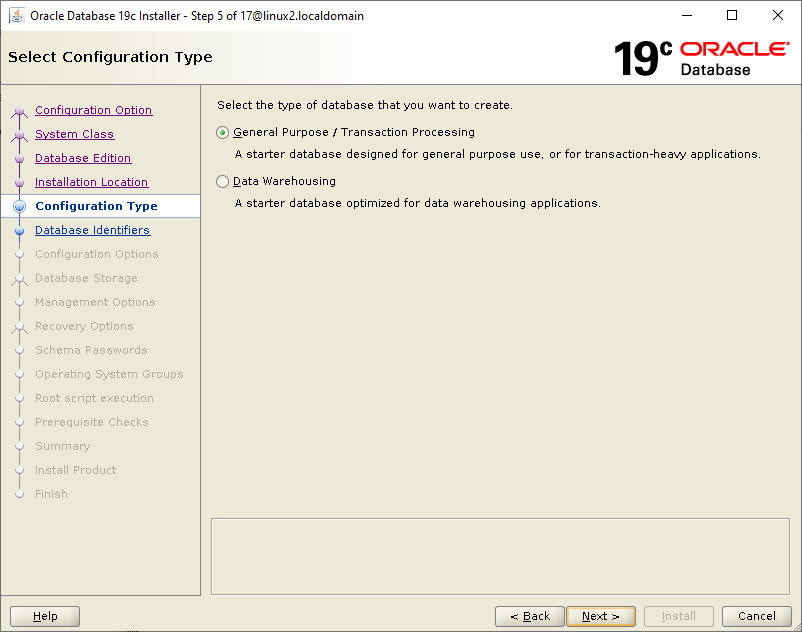 Oracle Database 19c Installer - Step 5 of 17@linux2.localdomain
Select Configuration Type
19c ORACLE
Database
Configuration Option
System Class
Database Edition
Installation Location
Configuration Type
Database Identifiers
Configuration Options
Database Storage
Management Options
Recovery Options
Schema Passwords
Operating System Groups
Root script execution
Prerequisite Checks
Summary
Install Product
Finish
Select the type of database that you want to create.
General Purpose / Transaction Processing
A starter database designed for general purpose use, or for transaction-heavy applications.
Data Warehousing
A starter database optimized for data warehousing applications.
Help
< Back
Next >
Install
Cancel